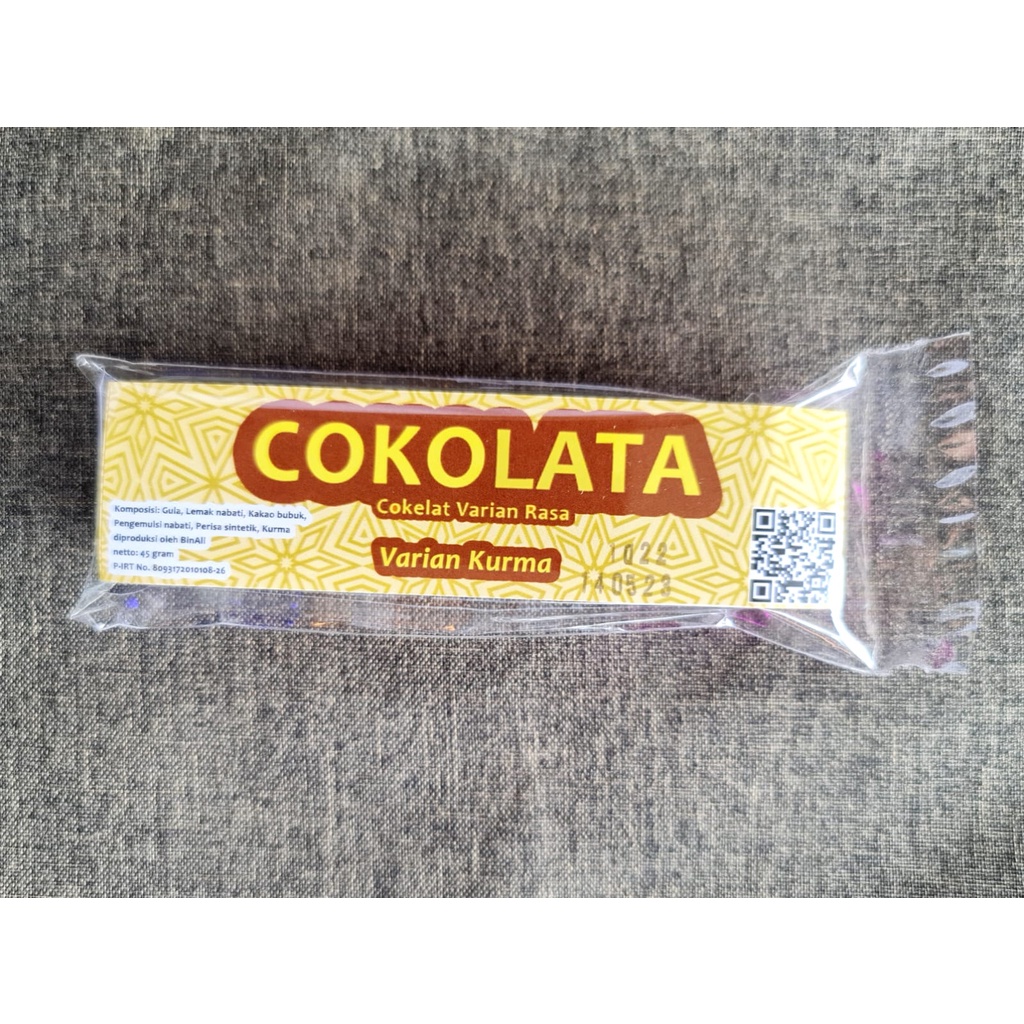 COKOLATA
Cokelat Varian Rasa
Varian Kurma
Komposisi: Gula, Lemak nabati, Kakao bubuk,
Pengemulsi nabati, Perisa sintetik, Kurma
diproduksi oleh BinAli
netto: 45 gram
P-IRT No. 8093172010108-26
1022
140523